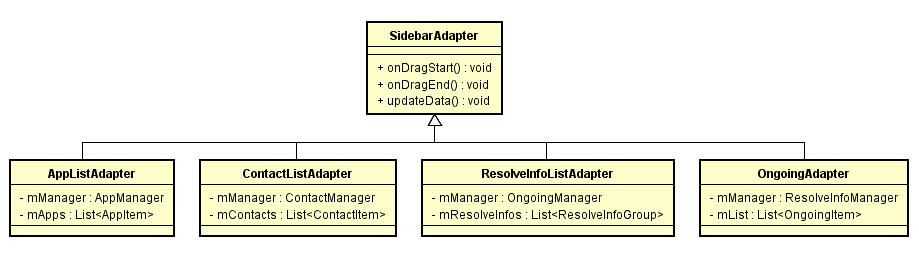 SidebarAdapter
+ onDragStart() : void
+ onDragEnd() : void
+ updateData() : void
AppListAdapter
- mManager : AppManager
- mApps : List<AppItem>
ContactListAdapter
- mManager : ContactManager
- mContacts : List<ContactItem>
ResolveInfoListAdapter
- mManager : OngoingManager
- mResolveInfos : List<ResolveInfoGroup>
OngoingAdapter
- mManager : ResolveInfoManager
- mList : List<OngoingItem>